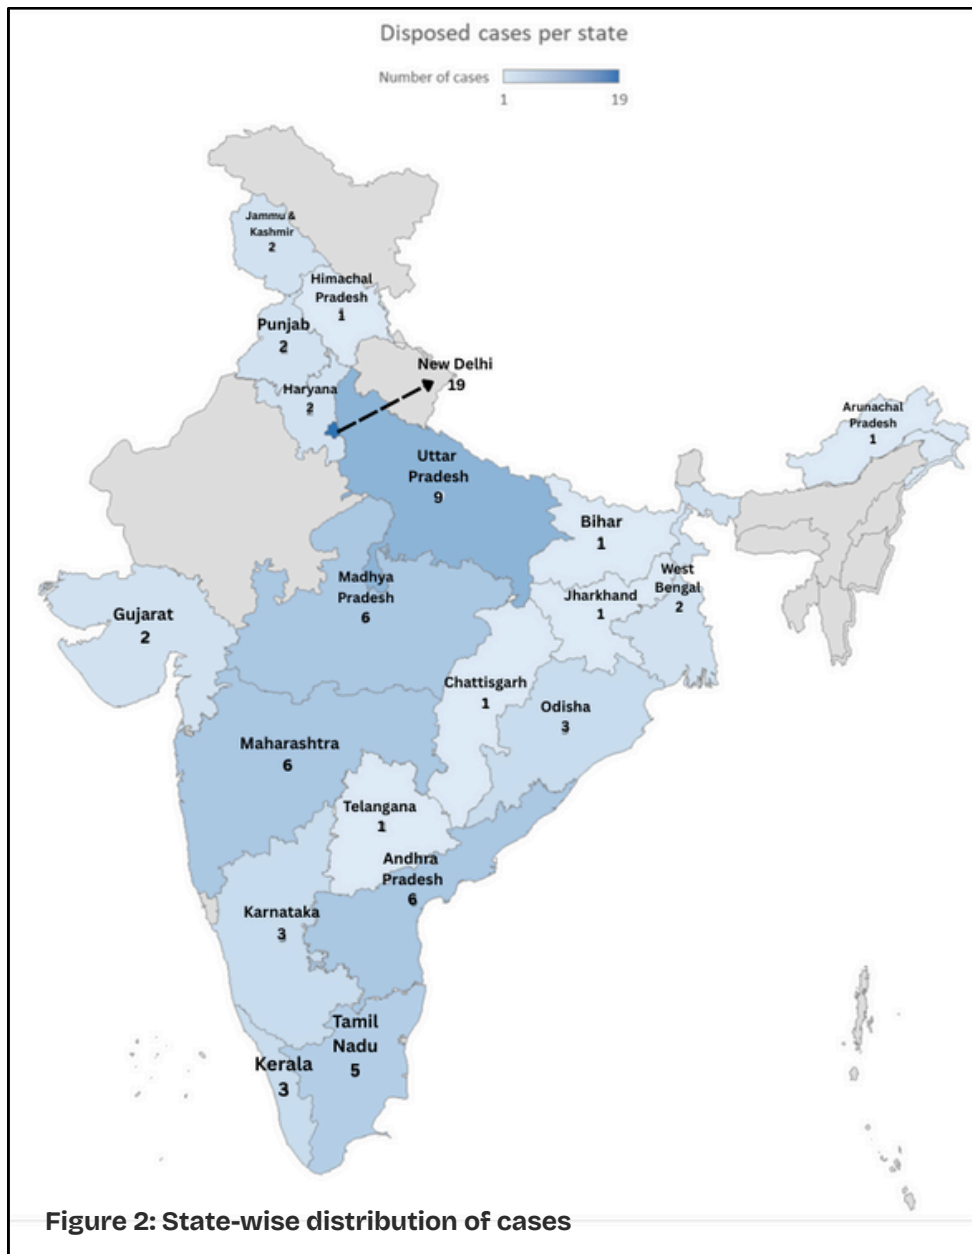 Disposed cases per state
Number of cases
1
19
Jammu &
Kashmir
2
Himachal
Pradesh
1
Punjab
2
New Delhi
19
Haryana
2
Arunachal
Pradesh
1
Uttar
Pradesh
9
Bihar
1
Madhya
Pradesh
6
West
Bengal
2
Jharkhand
1
Gujarat
2
Chattisgarh
1
Odisha
3
Maharashtra
6
Telangana
1
Andhra
Pradesh
6
Karnataka
3
Tamil
Nadu
5
Kerala
3
Figure 2: State-wise distribution of cases